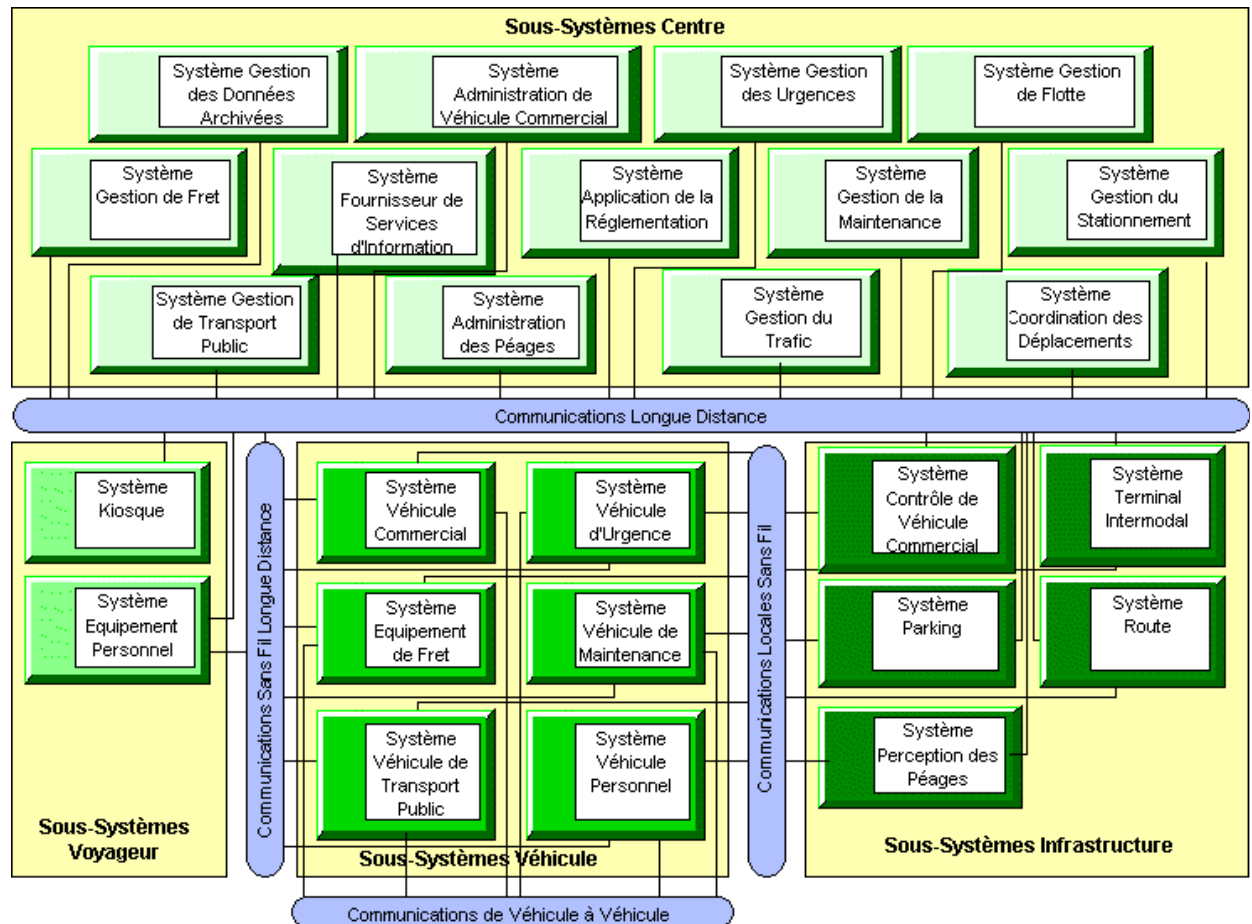 Sous-Systèmes Centre
Système Gestion
des Données
Archivées
Système
Administration de
Véhicule Commercial
Système Gestion
des Urgences
Système Gestion
de Flotte
Système
Gestion de Fret
Système
Fournisseur de
Services
d'Information
Système
Application de la
Réglementation
Système
Gestion de la
Maintenance
Système
Gestion du
Stationnement
Système Gestion
de Transport
Public
Système
Administration
des Péages
Système
Gestion du
Trafic
Système
Coordination des
Déplacements
Communications Longue Distance
Système
Kiosque
Système
Equipement
Personnel
Sous-Systèmes
Voyageur
Communications Sans Fil Longue Distance
Système
Véhicule
Commercial
Système
Véhicule
d'Urgence
Système
Equipement
de Fret
Système
Véhicule de
Maintenance
Système
Véhicule de
Transport
Public
Système
Véhicule
Personnel
Sous-Systèmes Véhicule
Communications Locales Sans Fil
Système
Contrôle de
Véhicule
Commercial
Système
Terminal
Intermodal
Système
Parking
Système
Route
Système
Perception des
Péages
Sous-Systèmes Infrastructure
Communications de Véhicule à Véhicule